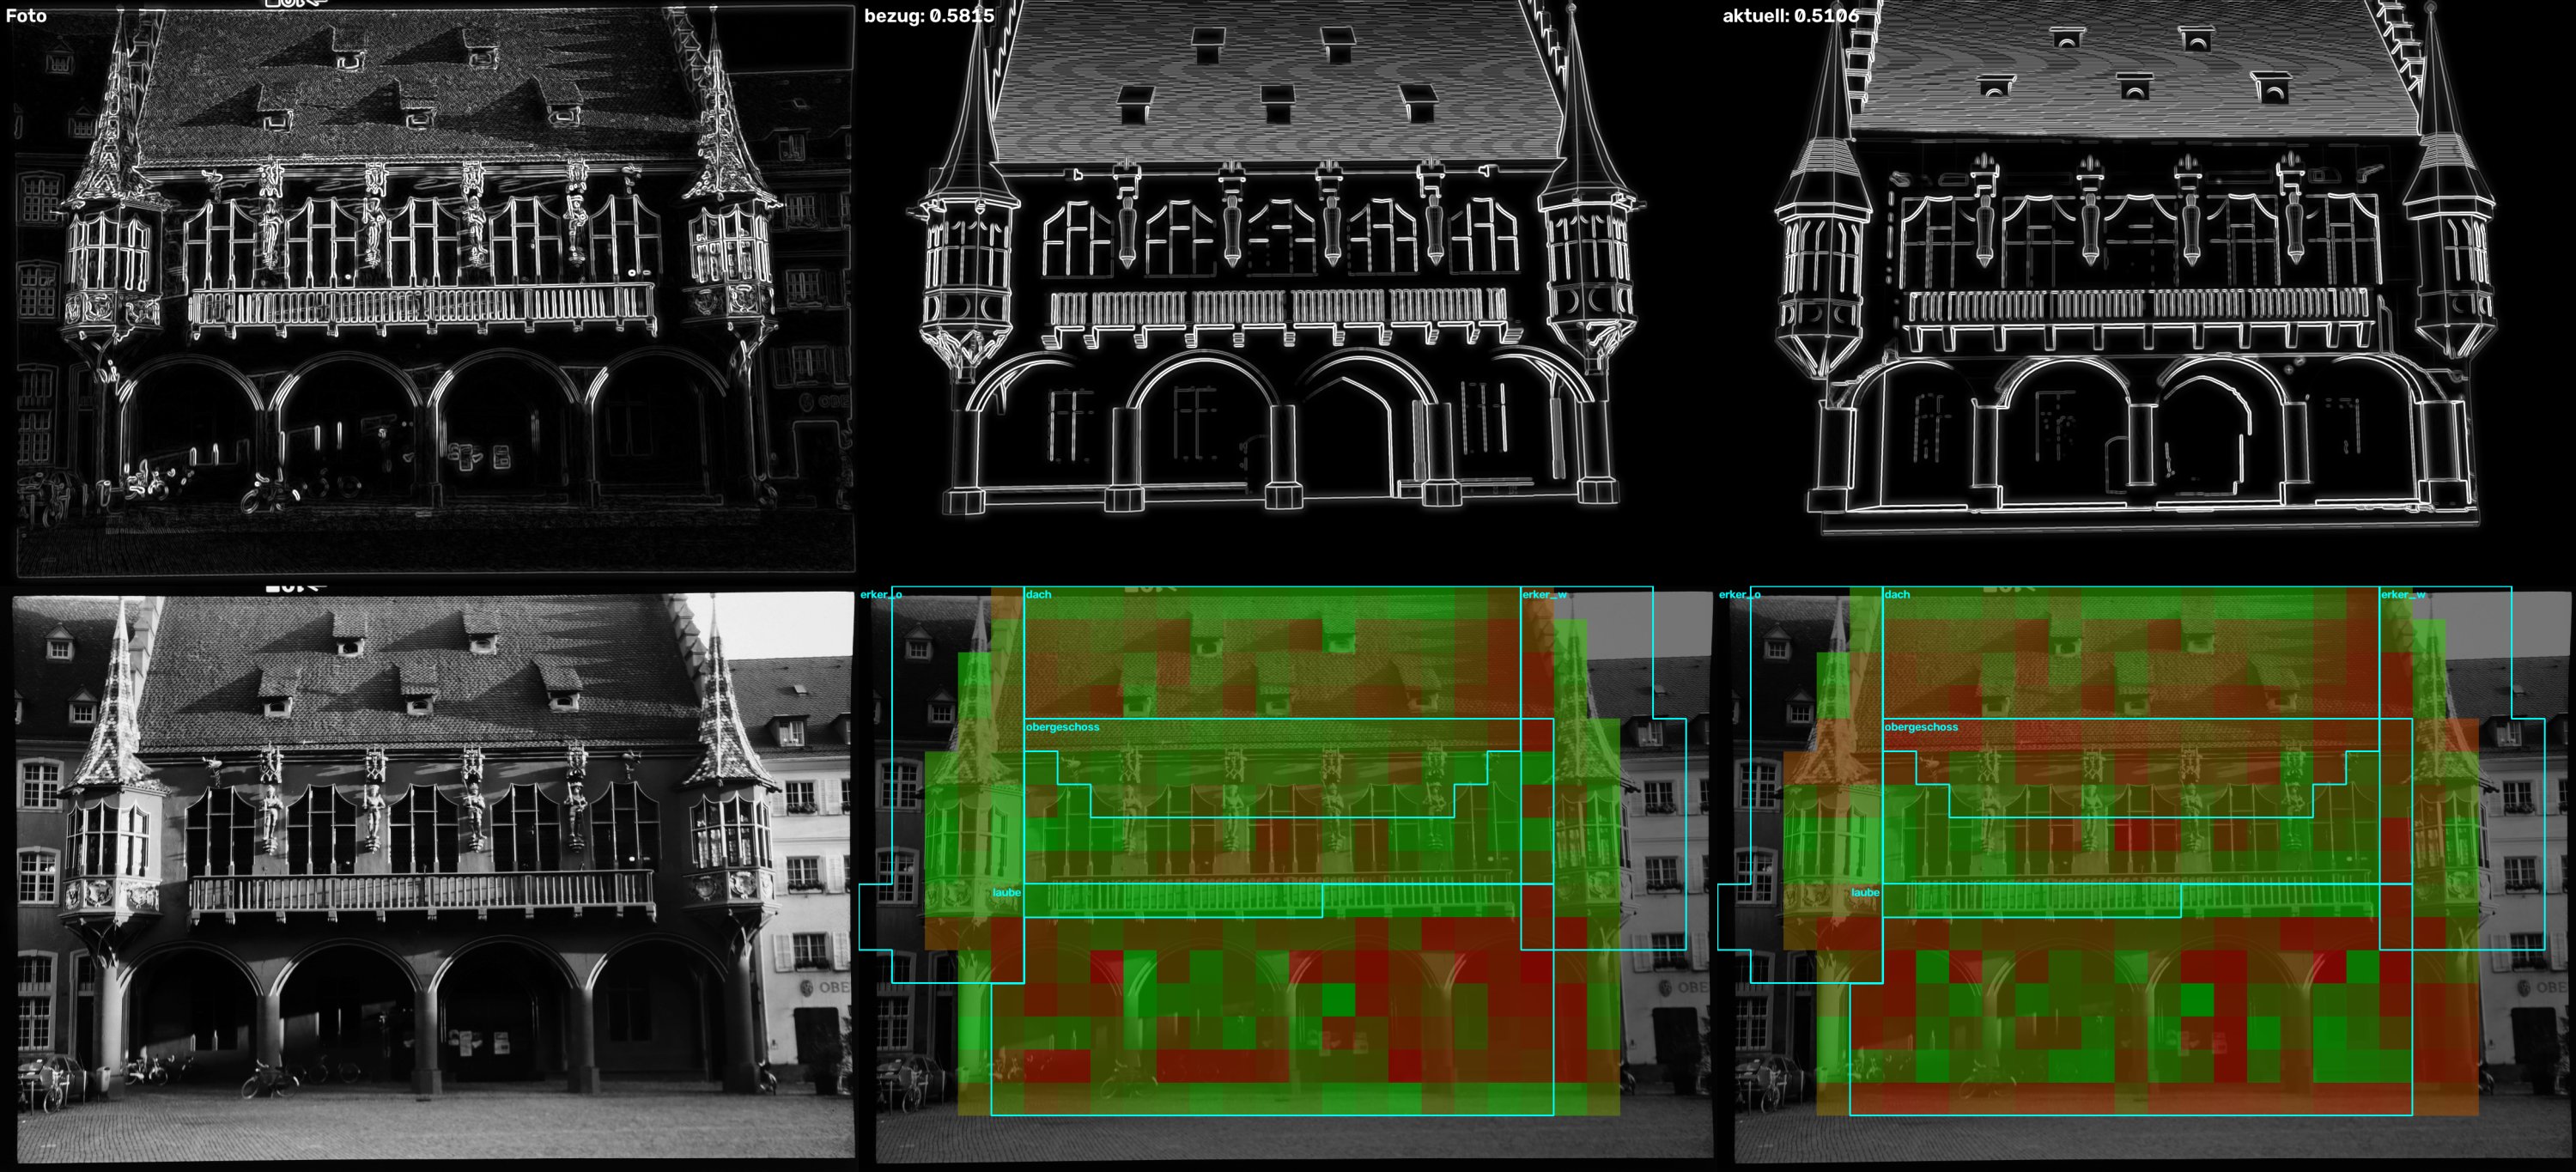 Foto
bezug: 0.5815
aktuell: 0.5106
erker_o
dach
erker_w
obergeschoss
laube
erker_o
dach
erker_w
obergeschoss
laube